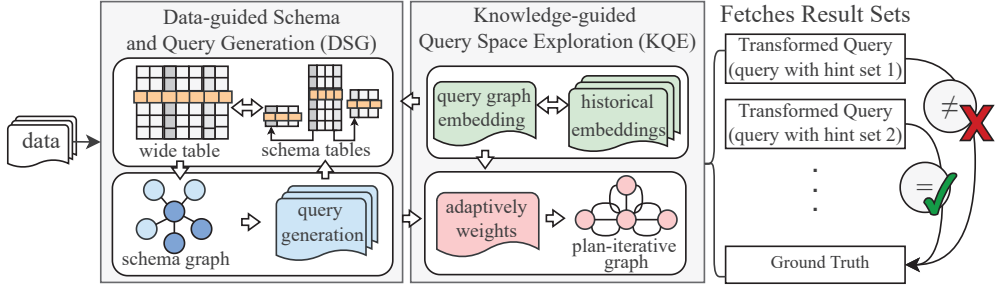 data
Data-guided Schema
and Query Generation (DSG)
wide table
schema tables
schema graph
query
generation
Knowledge-guided
Query Space Exploration (KQE)
query graph
embedding
historical
embeddings
adaptively
weights
plan-iterative
graph
Fetches Result Sets
Transformed Query
(query with hint set 1)
≠
Transformed Query
(query with hint set 2)
=
Ground Truth